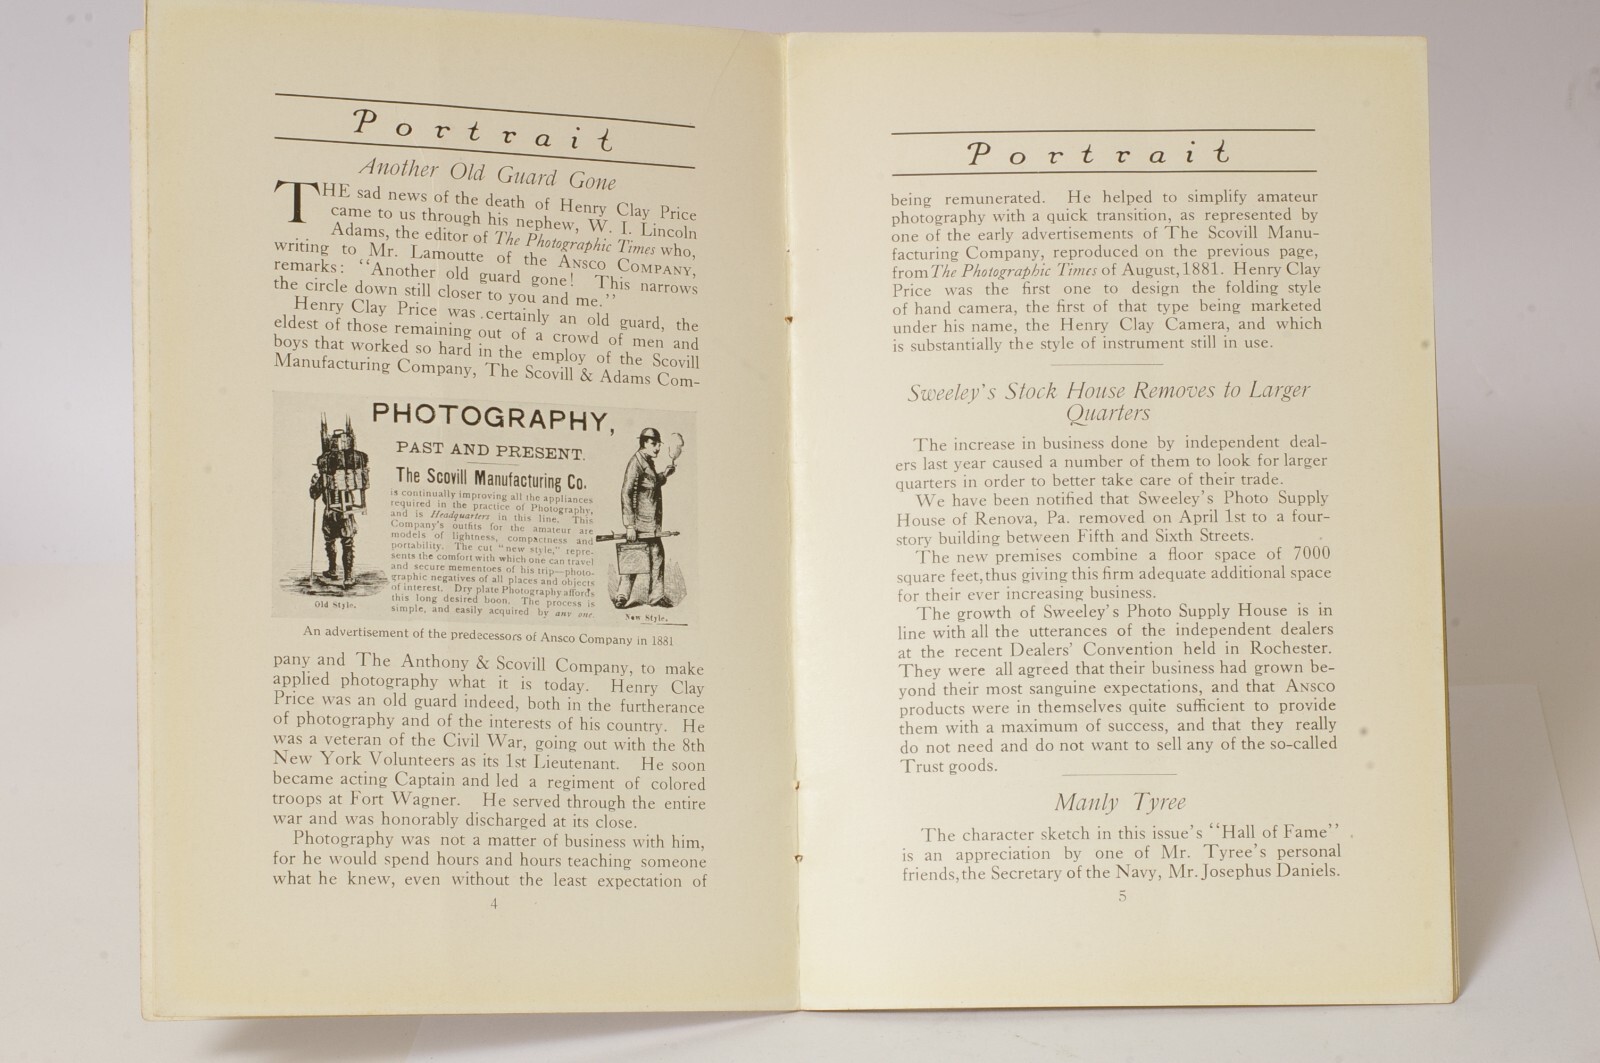 Portrait
Another Old Guard Gone
THE sad news of the death of Henry Clay Price
came to us through his nephew, W. I. Lincoln
Adams, the editor of The Photographic Times who,
writing to Mr. Lamoutte of the ANSCO COMPANY,
remarks: "Another old guard gone! This narrows
the circle down still closer to you and me."
Henry Clay Price was certainly an old guard, the
eldest of those remaining out of a crowd of men and
boys that worked so hard in the employ of the Scovill
Manufacturing Company, The Scovill & Adams Com-
PHOTOGRAPHY,
PAST AND PRESENT.
The Scovill Manufacturing Co.
is continually improving all the appliances
required in the practice of Photography,
and is Headquarters in this line. This
Company's outfits for the amateur are
models of lightness, compactness and
portability. The cut "new style," repre-
sents the comfort with which one can travel
and secure mementoes of his trip—photo-
graphic negatives of all places and objects
of interest. Dry plate Photography affords
this long desired boon. The process is
simple, and easily acquired by any one.
Old Style.
New Style.
An advertisement of the predecessors of Ansco Company in 1881
pany and The Anthony & Scovill Company, to make
applied photography what it is today. Henry Clay
Price was an old guard indeed, both in the furtherance
of photography and of the interests of his country. He
was a veteran of the Civil War, going out with the 8th
New York Volunteers as its 1st Lieutenant. He soon
became acting Captain and led a regiment of colored
troops at Fort Wagner. He served through the entire
war and was honorably discharged at its close.
Photography was not a matter of business with him,
for he would spend hours and hours teaching someone
what he knew, even without the least expectation of
4
Portrait
being remunerated. He helped to simplify amateur
photography with a quick transition, as represented by
one of the early advertisements of The Scovill Manu-
facturing Company, reproduced on the previous page,
from The Photographic Times of August, 1881. Henry Clay
Price was the first one to design the folding style
of hand camera, the first of that type being marketed
under his name, the Henry Clay Camera, and which
is substantially the style of instrument still in use.
Sweeley's Stock House Removes to Larger
Quarters
The increase in business done by independent deal-
ers last year caused a number of them to look for larger
quarters in order to better take care of their trade.
We have been notified that Sweeley's Photo Supply
House of Renova, Pa. removed on April 1st to a four-
story building between Fifth and Sixth Streets.
The new premises combine a floor space of 7000
square feet, thus giving this firm adequate additional space
for their ever increasing business.
The growth of Sweeley's Photo Supply House is in
line with all the utterances of the independent dealers
at the recent Dealers' Convention held in Rochester.
They were all agreed that their business had grown be-
yond their most sanguine expectations, and that ANSCO
products were in themselves quite sufficient to provide
them with a maximum of success, and that they really
do not need and do not want to sell any of the so-called
Trust goods.
Manly Tyree
The character sketch in this issue's "Hall of Fame"
is an appreciation by one of Mr. Tyree's personal
friends, the Secretary of the Navy, Mr. Josephus Daniels.
5